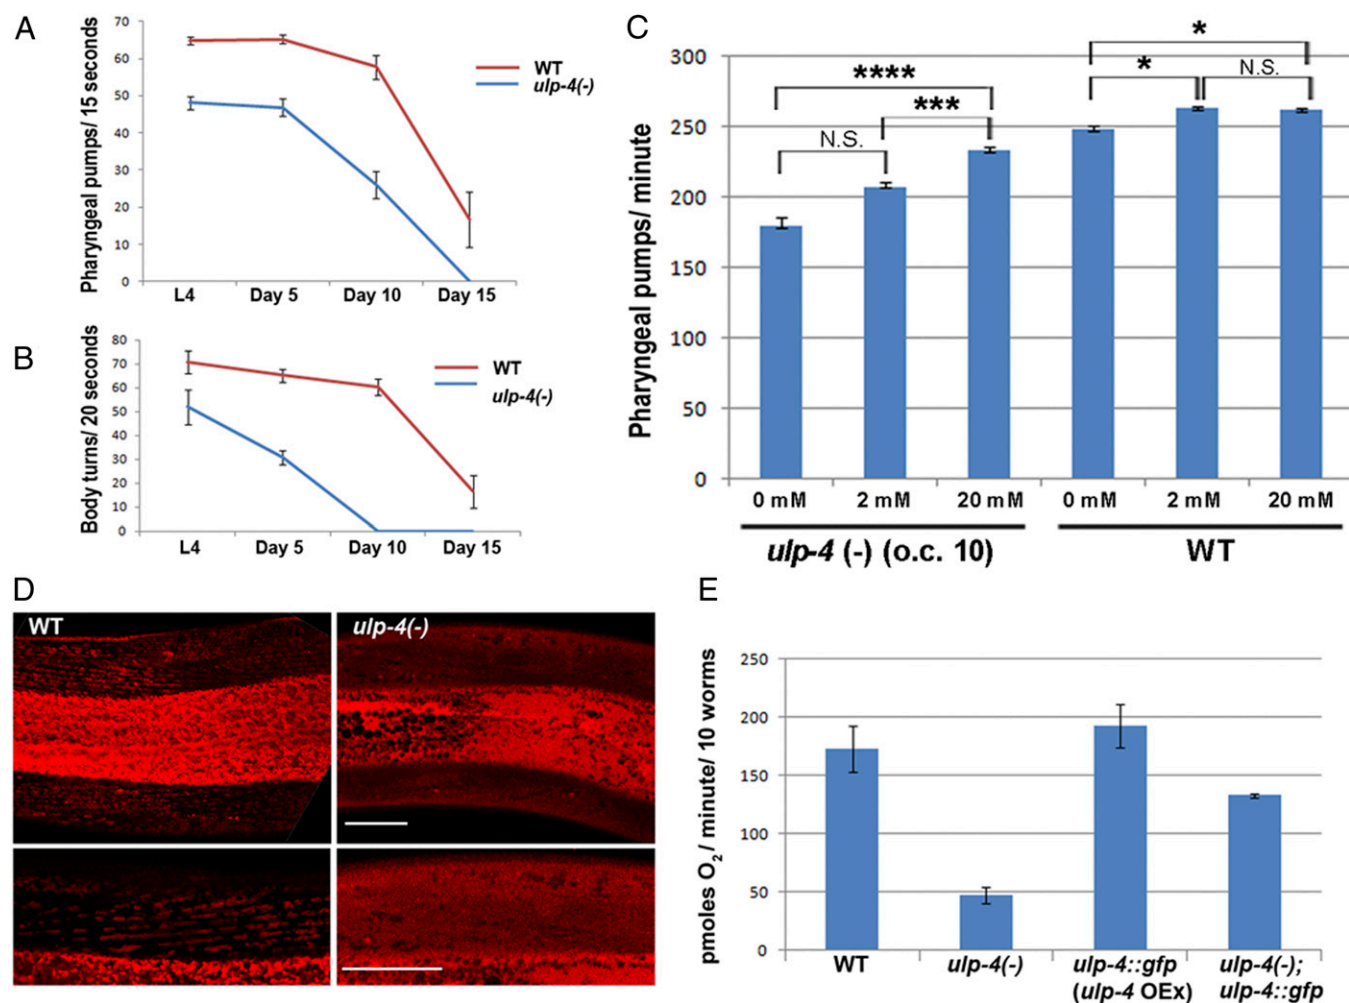 A
Pharyngeal pumps/ 15 seconds
70
60
50
40
30
20
10
0
L4 Day 5 Day 10 Day 15
WT
ulp-4(-)
B
Body turns/ 20 seconds
80
70
60
50
40
30
20
10
0
L4 Day 5 Day 10 Day 15
WT
ulp-4(-)
C
Pharyngeal pumps/ minute
300
250
200
150
100
50
0
****
***
N.S.
*
*
N.S.
0 mM 2 mM 20 mM 0 mM 2 mM 20 mM
ulp-4 (-) (o.c. 10) WT
D
WT
ulp-4(-)
E
pmoles O₂ / minute/ 10 worms
250
200
150
100
50
0
WT ulp-4(-) ulp-4::gfp ulp-4(-);
(ulp-4 OEx) ulp-4::gfp